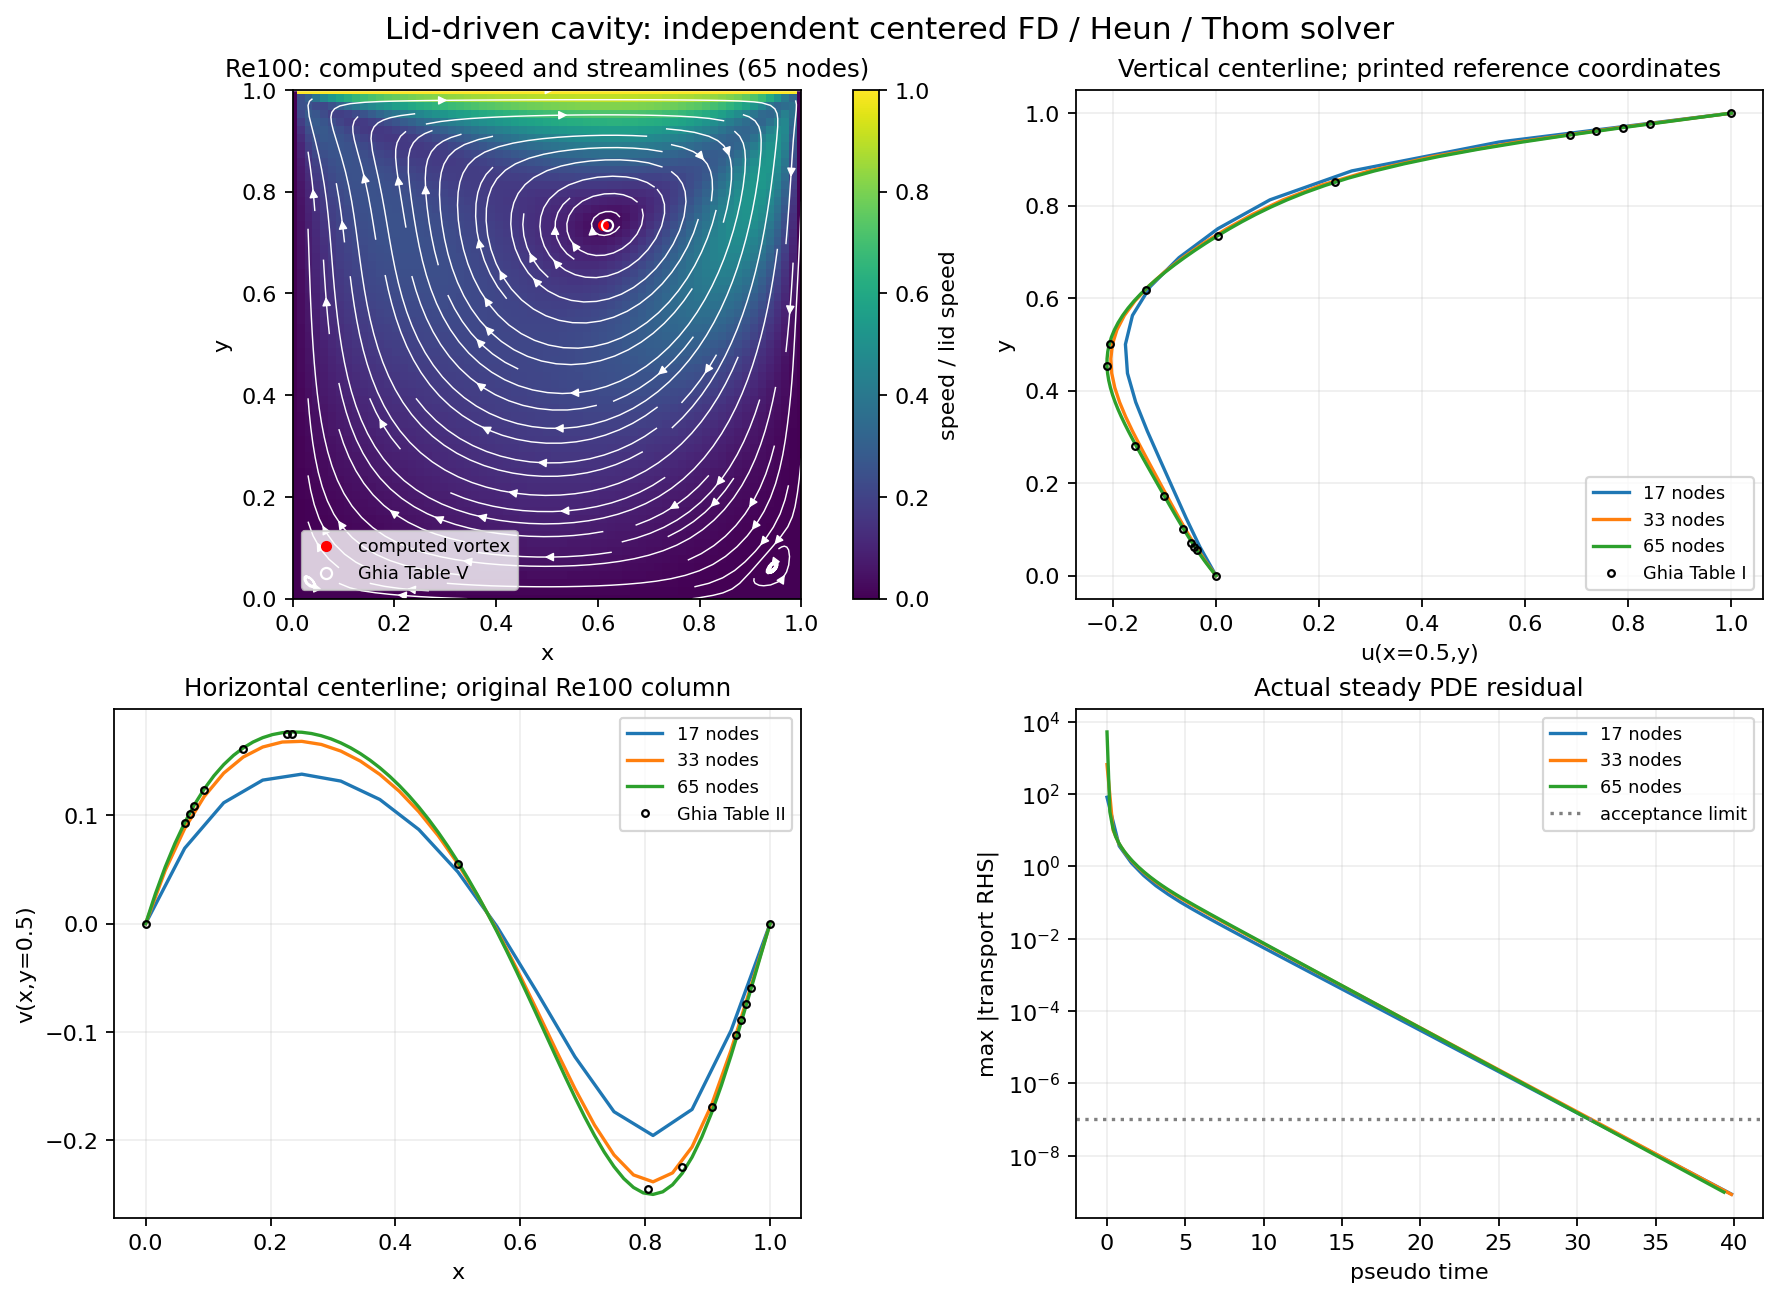 Lid-driven cavity: independent centered FD / Heun / Thom solver
Re100: computed speed and streamlines (65 nodes)
1.0
0.8
0.6
0.4
0.2
0.0
y
0.0 0.2 0.4 0.6 0.8 1.0
x
computed vortex
Ghia Table V
1.0
0.8
0.6
0.4
0.2
0.0
speed / lid speed
Vertical centerline; printed reference coordinates
1.0
0.8
0.6
0.4
0.2
0.0
y
−0.2 0.0 0.2 0.4 0.6 0.8 1.0
u(x=0.5,y)
17 nodes
33 nodes
65 nodes
Ghia Table I
Horizontal centerline; original Re100 column
0.1
0.0
−0.1
−0.2
v(x,y=0.5)
0.0 0.2 0.4 0.6 0.8 1.0
x
17 nodes
33 nodes
65 nodes
Ghia Table II
Actual steady PDE residual
10⁴
10²
10⁰
10⁻²
10⁻⁴
10⁻⁶
10⁻⁸
max |transport RHS|
0 5 10 15 20 25 30 35 40
pseudo time
17 nodes
33 nodes
65 nodes
acceptance limit